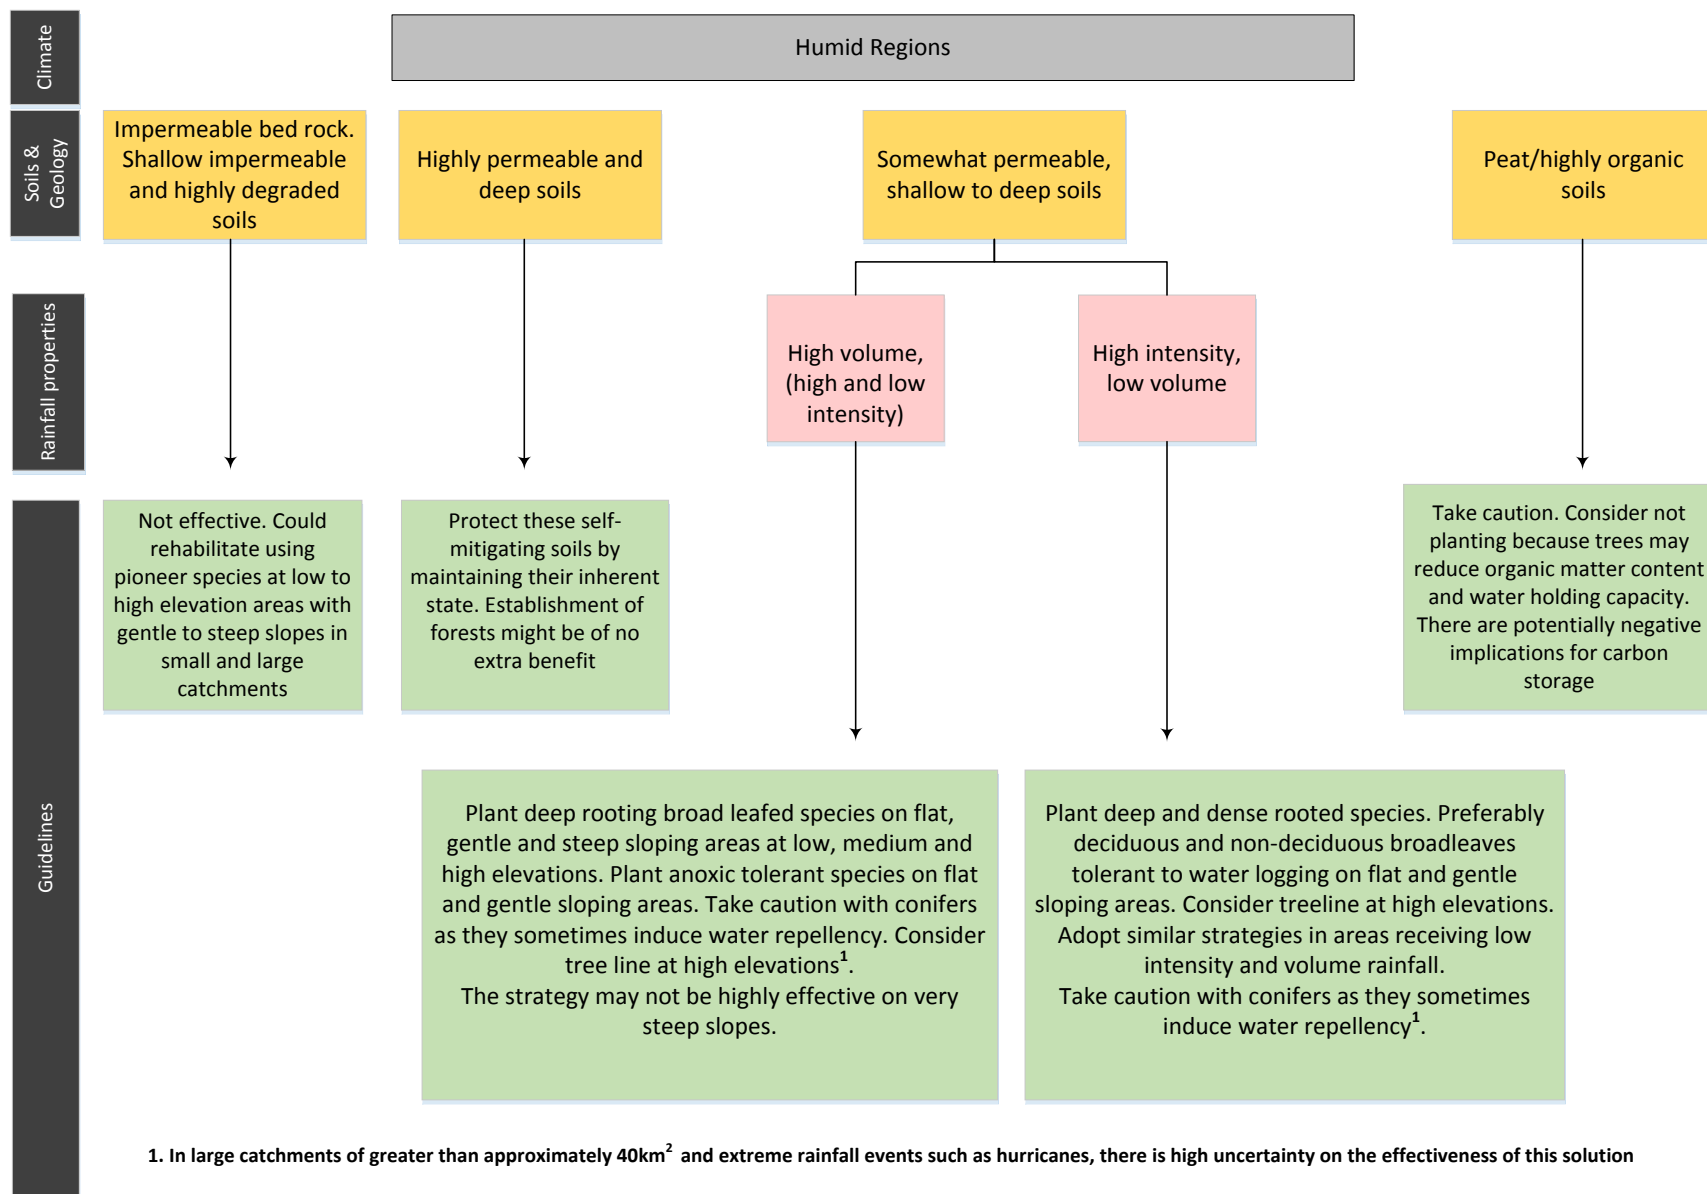 Climate
Humid Regions
Soils &
Geology
Impermeable bed rock.
Shallow impermeable
and highly degraded
soils
Highly permeable and
deep soils
Somewhat permeable,
shallow to deep soils
Peat/highly organic
soils
Rainfall properties
High volume,
(high and low
intensity)
High intensity,
low volume
Guidelines
Not effective. Could
rehabilitate using
pioneer species at low to
high elevation areas with
gentle to steep slopes in
small and large
catchments
Protect these self-
mitigating soils by
maintaining their inherent
state. Establishment of
forests might be of no
extra benefit
Take caution. Consider not
planting because trees may
reduce organic matter content
and water holding capacity.
There are potentially negative
implications for carbon
storage
Plant deep rooting broad leafed species on flat,
gentle and steep sloping areas at low, medium and
high elevations. Plant anoxic tolerant species on flat
and gentle sloping areas. Take caution with conifers
as they sometimes induce water repellency. Consider
tree line at high elevations¹.
The strategy may not be highly effective on very
steep slopes.
Plant deep and dense rooted species. Preferably
deciduous and non-deciduous broadleaves
tolerant to water logging on flat and gentle
sloping areas. Consider treeline at high elevations.
Adopt similar strategies in areas receiving low
intensity and volume rainfall.
Take caution with conifers as they sometimes
induce water repellency¹.
1. In large catchments of greater than approximately 40km² and extreme rainfall events such as hurricanes, there is high uncertainty on the effectiveness of this solution